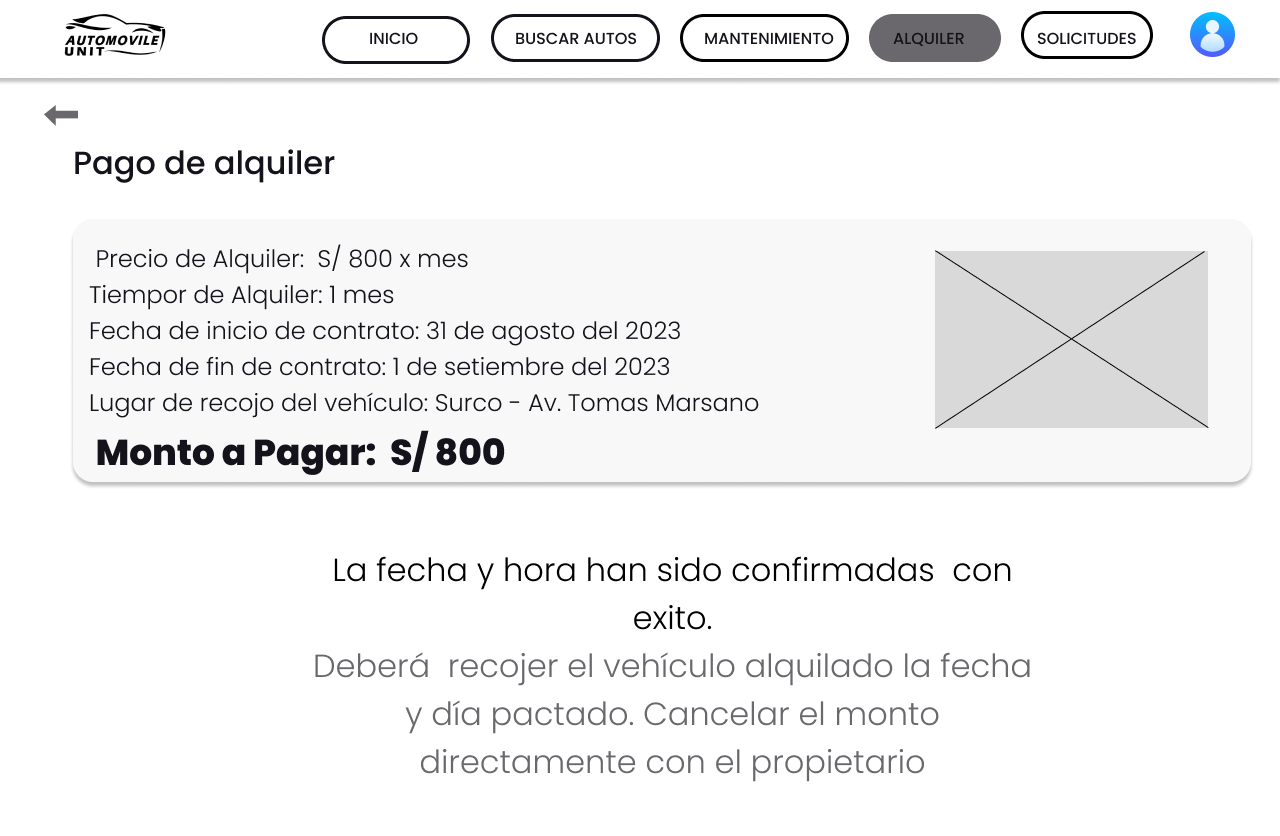 AUTOMOVILE
UNIT
INICIO
BUSCAR AUTOS
MANTENIMIENTO
ALQUILER
SOLICITUDES
Pago de alquiler
Precio de Alquiler: S/ 800 x mes
Tiempor de Alquiler: 1 mes
Fecha de inicio de contrato: 31 de agosto del 2023
Fecha de fin de contrato: 1 de setiembre del 2023
Lugar de recojo del vehículo: Surco - Av. Tomas Marsano
Monto a Pagar: S/ 800
La fecha y hora han sido confirmadas con
exito.
Deberá recojer el vehículo alquilado la fecha
y día pactado. Cancelar el monto
directamente con el propietario